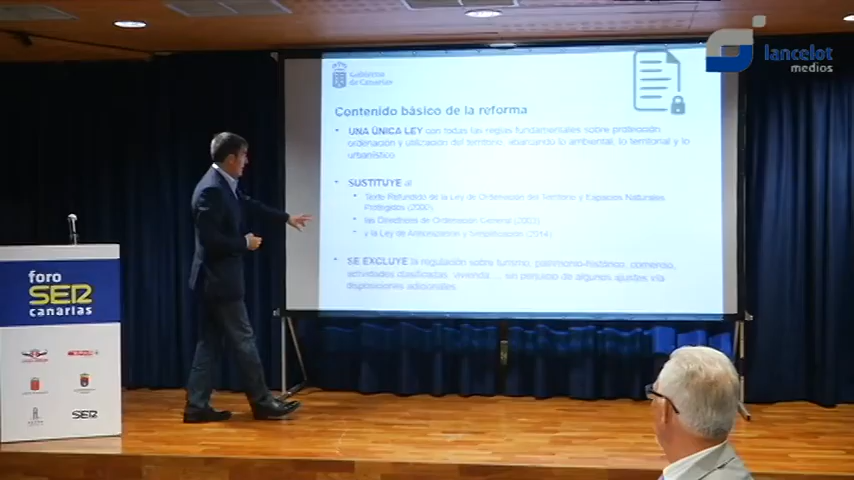 lancelot
medios
Gobierno
de Canarias
Contenido básico de la reforma
• UNA ÚNICA LEY con todas las reglas fundamentales sobre protección,
ordenación y utilización del territorio, abarcando lo ambiental, lo territorial y lo
urbanístico
• SUSTITUYE al
• Texto Refundido de la Ley de Ordenación del Territorio y Espacios Naturales
Protegidos (2000)
• las Directrices de Ordenación General (2003)
• y la Ley de Armonización y Simplificación (2014)
• SE EXCLUYE la regulación sobre turismo, patrimonio-histórico, comercio,
actividades clasificadas, vivienda ... sin perjuicio de algunos ajustes vía
disposiciones adicionales.
foro
SER
canarias
SER